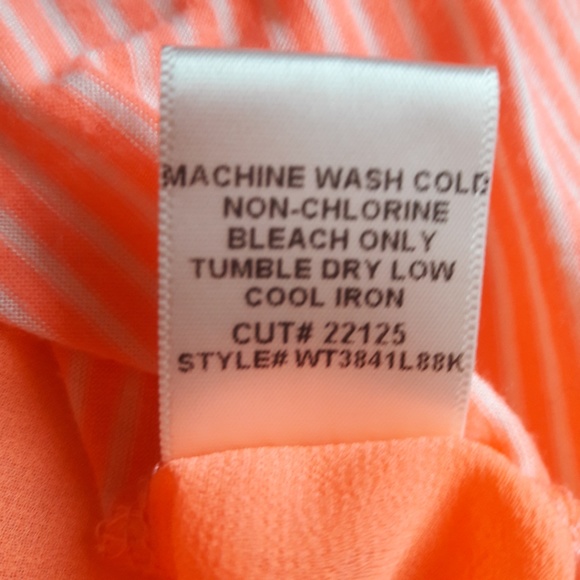 MACHINE WASH COLD
NON-CHLORINE
BLEACH ONLY
TUMBLE DRY LOW
COOL IRON
CUT# 22125
STYLE# WT3841L88K